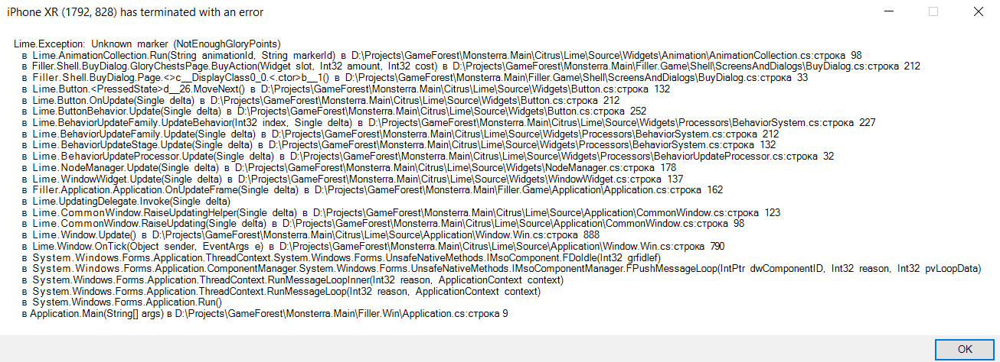 iPhone XR (1792, 828) has terminated with an error
Lime.Exception: Unknown marker (NotEnoughGloryPoints)
в Lime.AnimationCollection.Run(String animationId, String markerId) в D:\Projects\GameForest\Monsterra.Main\Citrus\Lime\Source\Widgets\Animation\AnimationCollection.cs:строка 98
в Filler.Shell.BuyDialog.GloryChestsPage.BuyAction(Widget slot, Int32 amount, Int32 cost) в D:\Projects\GameForest\Monsterra.Main\Filler.Game\Shell\ScreensAndDialogs\BuyDialog.cs:строка 212
в Filler.Shell.BuyDialog.Page.<>c__DisplayClass0_0.<.ctor>b__1() в D:\Projects\GameForest\Monsterra.Main\Filler.Game\Shell\ScreensAndDialogs\BuyDialog.cs:строка 33
в Lime.Button.<PressedState>d__26.MoveNext() в D:\Projects\GameForest\Monsterra.Main\Citrus\Lime\Source\Widgets\Button.cs:строка 132
в Lime.Button.OnUpdate(Single delta) в D:\Projects\GameForest\Monsterra.Main\Citrus\Lime\Source\Widgets\Button.cs:строка 212
в Lime.ButtonBehavior.Update(Single delta) в D:\Projects\GameForest\Monsterra.Main\Citrus\Lime\Source\Widgets\Button.cs:строка 252
в Lime.BehaviorUpdateFamily.UpdateBehavior(Int32 index, Single delta) в D:\Projects\GameForest\Monsterra.Main\Citrus\Lime\Source\Widgets\Processors\BehaviorSystem.cs:строка 227
в Lime.BehaviorUpdateFamily.Update(Single delta) в D:\Projects\GameForest\Monsterra.Main\Citrus\Lime\Source\Widgets\Processors\BehaviorSystem.cs:строка 212
в Lime.BehaviorUpdateStage.Update(Single delta) в D:\Projects\GameForest\Monsterra.Main\Citrus\Lime\Source\Widgets\Processors\BehaviorSystem.cs:строка 132
в Lime.BehaviorUpdateProcessor.Update(Single delta) в D:\Projects\GameForest\Monsterra.Main\Citrus\Lime\Source\Widgets\Processors\BehaviorUpdateProcessor.cs:строка 32
в Lime.NodeManager.Update(Single delta) в D:\Projects\GameForest\Monsterra.Main\Citrus\Lime\Source\Widgets\NodeManager.cs:строка 178
в Lime.WindowWidget.Update(Single delta) в D:\Projects\GameForest\Monsterra.Main\Citrus\Lime\Source\Widgets\WindowWidget.cs:строка 137
в Filler.Application.Application.OnUpdateFrame(Single delta) в D:\Projects\GameForest\Monsterra.Main\Filler.Game\Application\Application.cs:строка 162
в Lime.UpdatingDelegate.Invoke(Single delta)
в Lime.CommonWindow.RaiseUpdatingHelper(Single delta) в D:\Projects\GameForest\Monsterra.Main\Citrus\Lime\Source\Application\CommonWindow.cs:строка 123
в Lime.CommonWindow.RaiseUpdating(Single delta) в D:\Projects\GameForest\Monsterra.Main\Citrus\Lime\Source\Application\CommonWindow.cs:строка 98
в Lime.Window.Update() в D:\Projects\GameForest\Monsterra.Main\Citrus\Lime\Source\Application\Window.Win.cs:строка 888
в Lime.Window.OnTick(Object sender, EventArgs e) в D:\Projects\GameForest\Monsterra.Main\Citrus\Lime\Source\Application\Window.Win.cs:строка 790
в System.Windows.Forms.Application.ThreadContext.System.Windows.Forms.UnsafeNativeMethods.IMsoComponent.FDoIdle(Int32 grfidlef)
в System.Windows.Forms.Application.ComponentManager.System.Windows.Forms.UnsafeNativeMethods.IMsoComponentManager.FPushMessageLoop(IntPtr dwComponentID, Int32 reason, Int32 pvLoopData)
в System.Windows.Forms.Application.ThreadContext.RunMessageLoopInner(Int32 reason, ApplicationContext context)
в System.Windows.Forms.Application.ThreadContext.RunMessageLoop(Int32 reason, ApplicationContext context)
в System.Windows.Forms.Application.Run()
в Application.Main(String[] args) в D:\Projects\GameForest\Monsterra.Main\Filler.Win\Application.cs:строка 9
OK